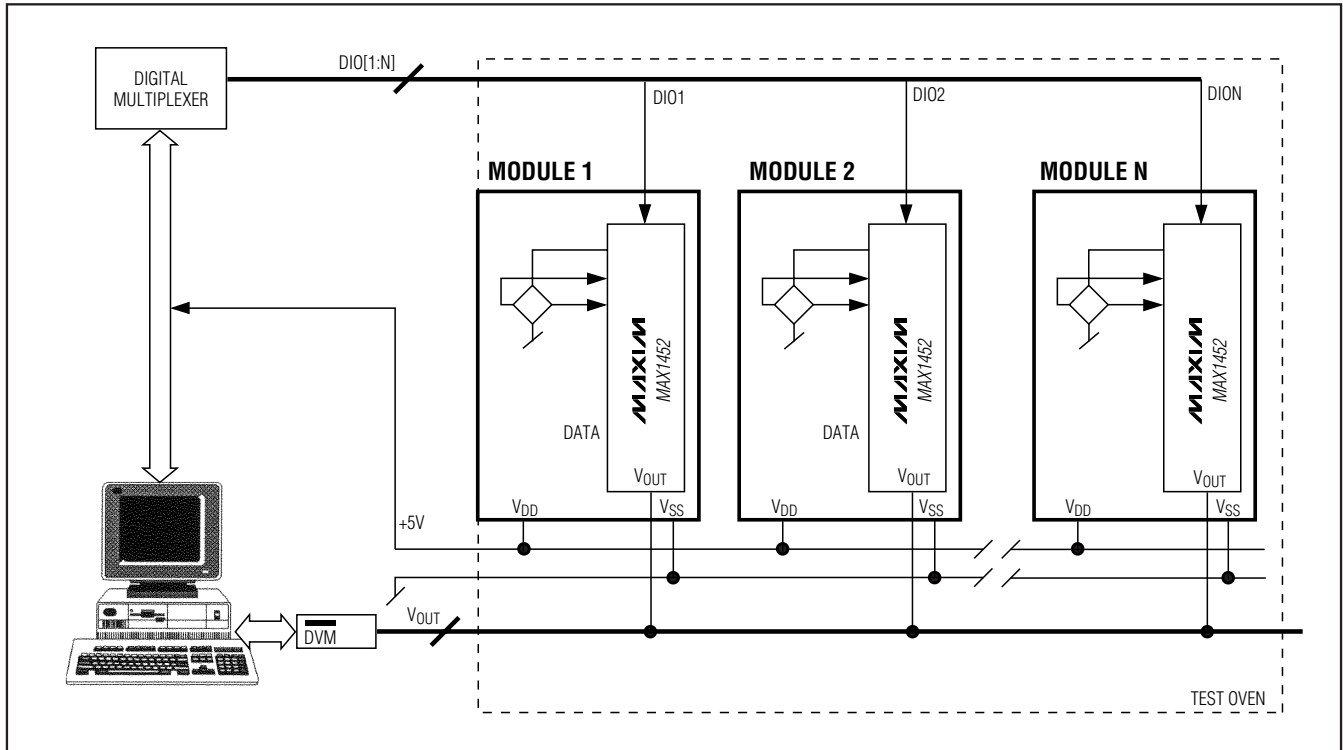 DIGITAL
MULTIPLEXER
DIO[1:N]
DIO1
DIO2
DION
MODULE 1
MODULE 2
MODULE N
MAXIM
MAX1452
MAXIM
MAX1452
MAXIM
MAX1452
DATA
DATA
VOUT
VOUT
VOUT
VDD
VSS
VDD
VSS
VDD
VSS
+5V
VOUT
DVM
TEST OVEN